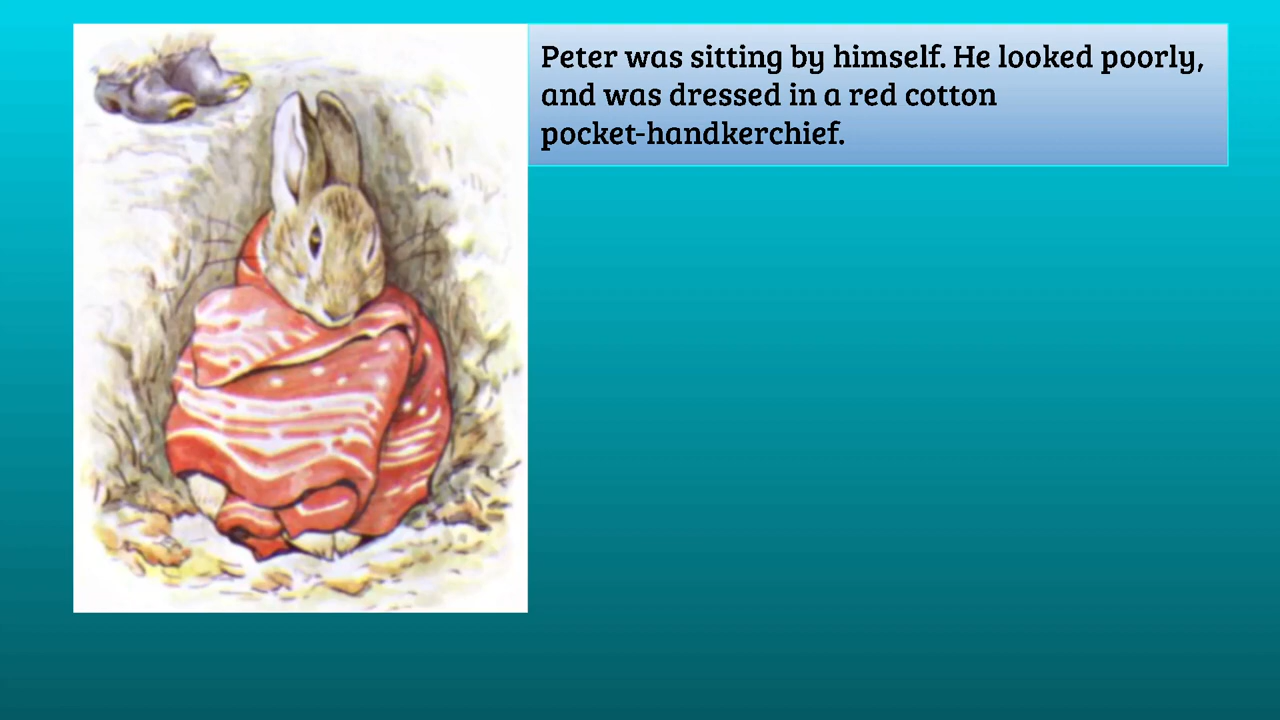 Peter was sitting by himself. He looked poorly,
and was dressed in a red cotton
pocket-handkerchief.